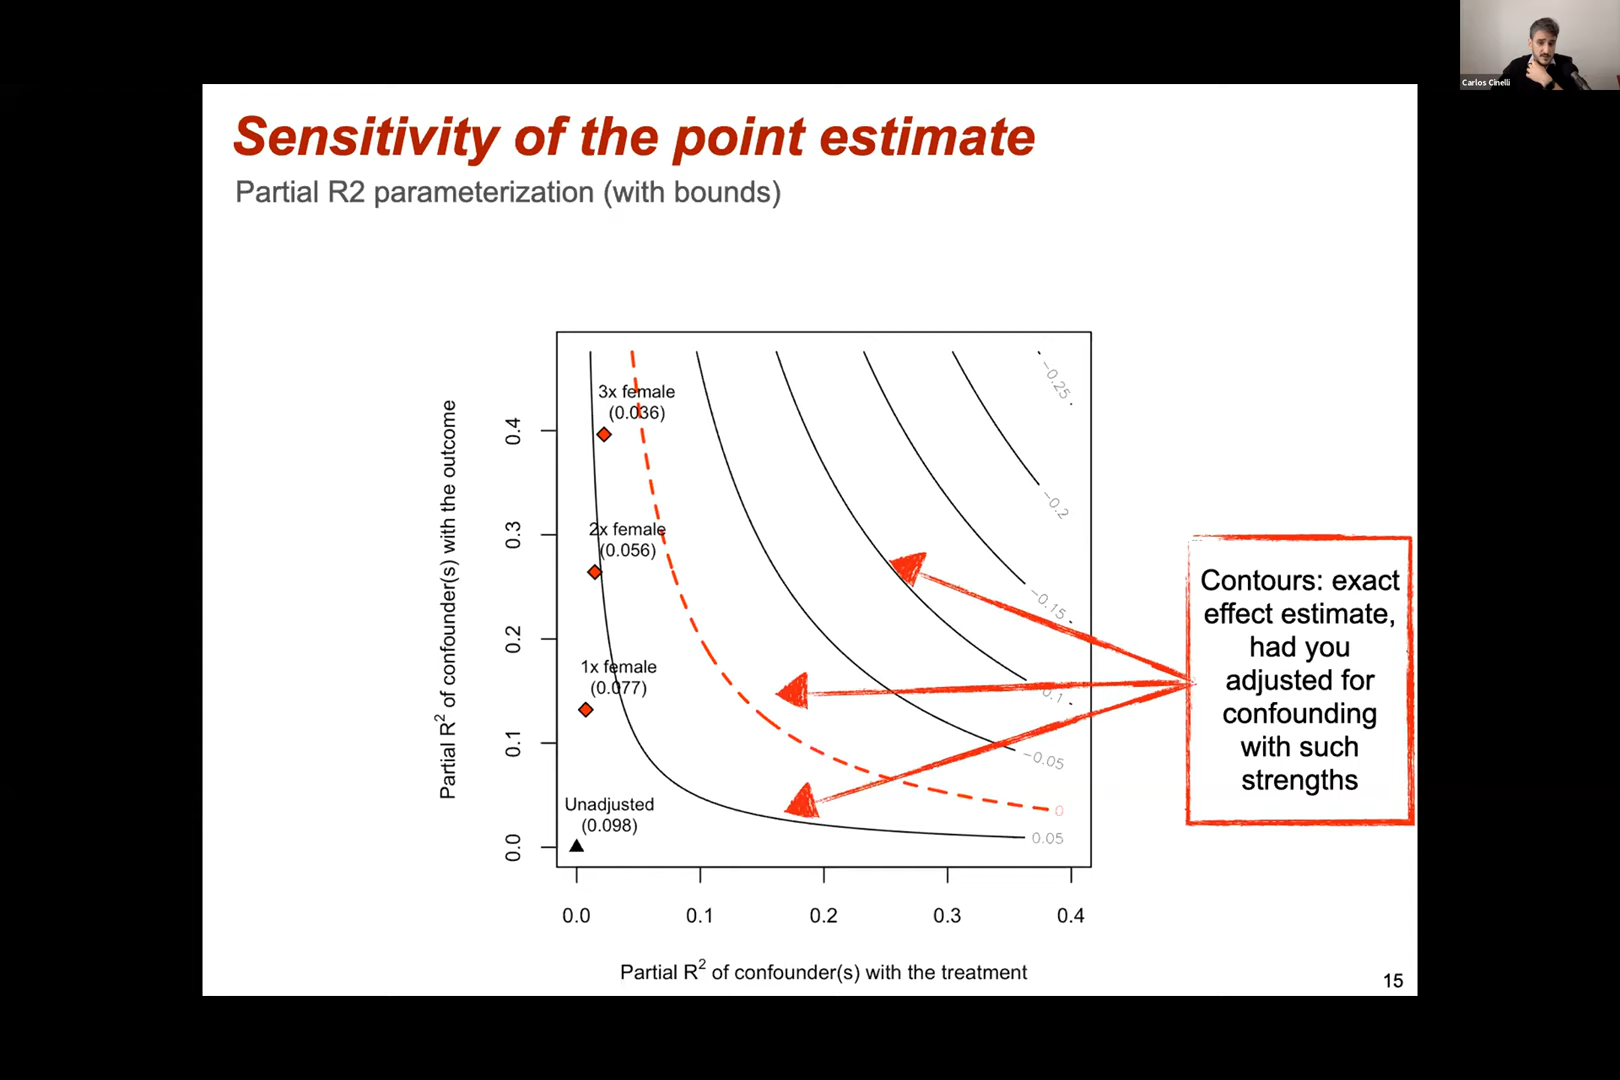 Carlos Cinelli
Sensitivity of the point estimate
Partial R2 parameterization (with bounds)
Partial R² of confounder(s) with the outcome
0.4
0.3
0.2
0.1
0.0
3x female
(0.036)
2x female
(0.056)
1x female
(0.077)
Unadjusted
(0.098)
-0.25
-0.2
-0.15
-0.1
-0.05
0
0.05
0.0
0.1
0.2
0.3
0.4
Partial R² of confounder(s) with the treatment
Contours: exact
effect estimate,
had you
adjusted for
confounding
with such
strengths
15